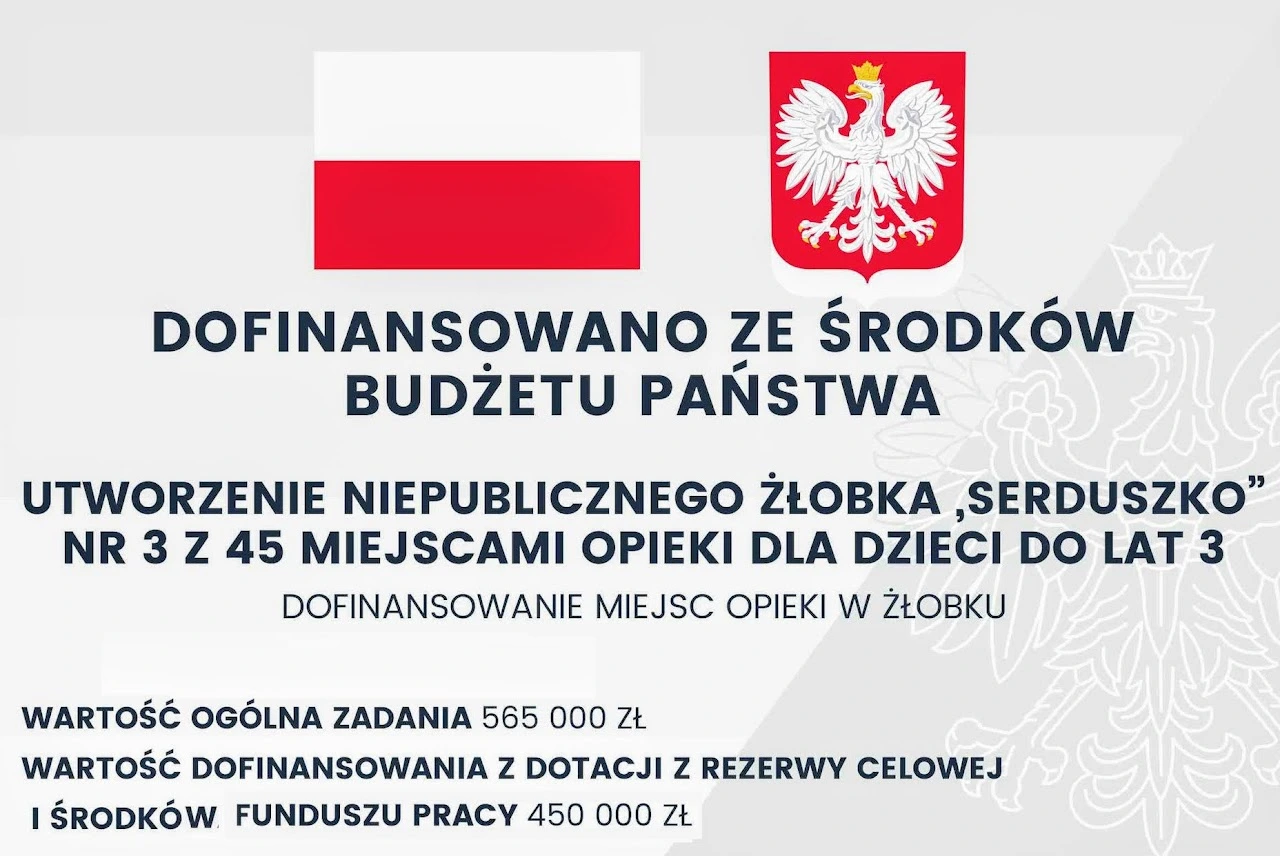 DOFINANSOWANO ZE ŚRODKÓW
BUDŻETU PAŃSTWA
UTWORZENIE NIEPUBLICZNEGO ŻŁOBKA ‚SERDUSZKO”
NR 3 Z 45 MIEJSCAMI OPIEKI DLA DZIECI DO LAT 3
DOFINANSOWANIE MIEJSC OPIEKI W ŻŁOBKU
WARTOŚĆ OGÓLNA ZADANIA 565 000 ZŁ
WARTOŚĆ DOFINANSOWANIA Z DOTACJI Z REZERWY CELOWEJ
I ŚRODKÓW FUNDUSZU PRACY 450 000 ZŁ